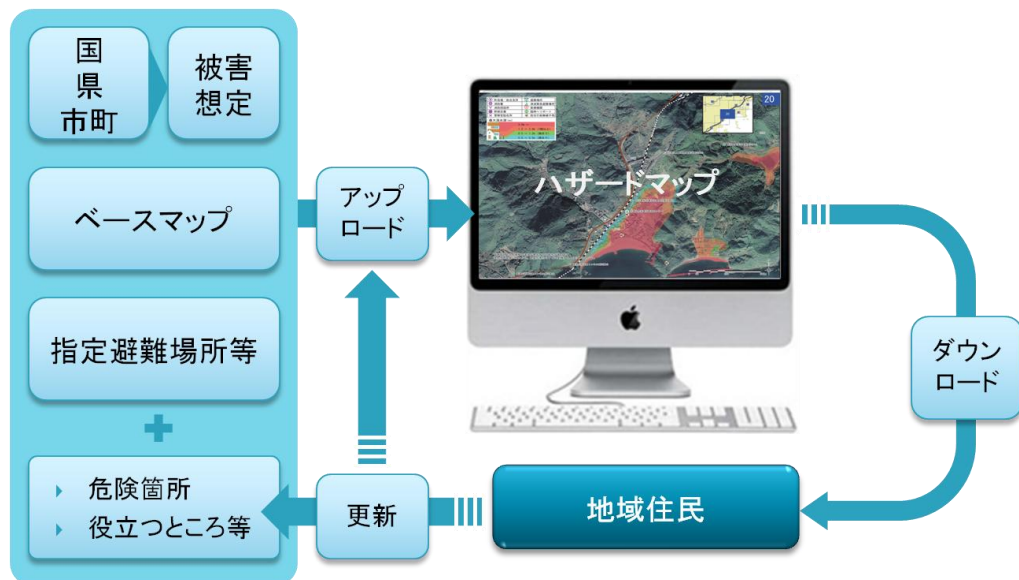 国
県
市町
被害
想定
ベースマップ
指定避難場所等
危険箇所
役立つところ等
アップ
ロード
更新
ハザードマップ
20
地域住民
ダウン
ロード